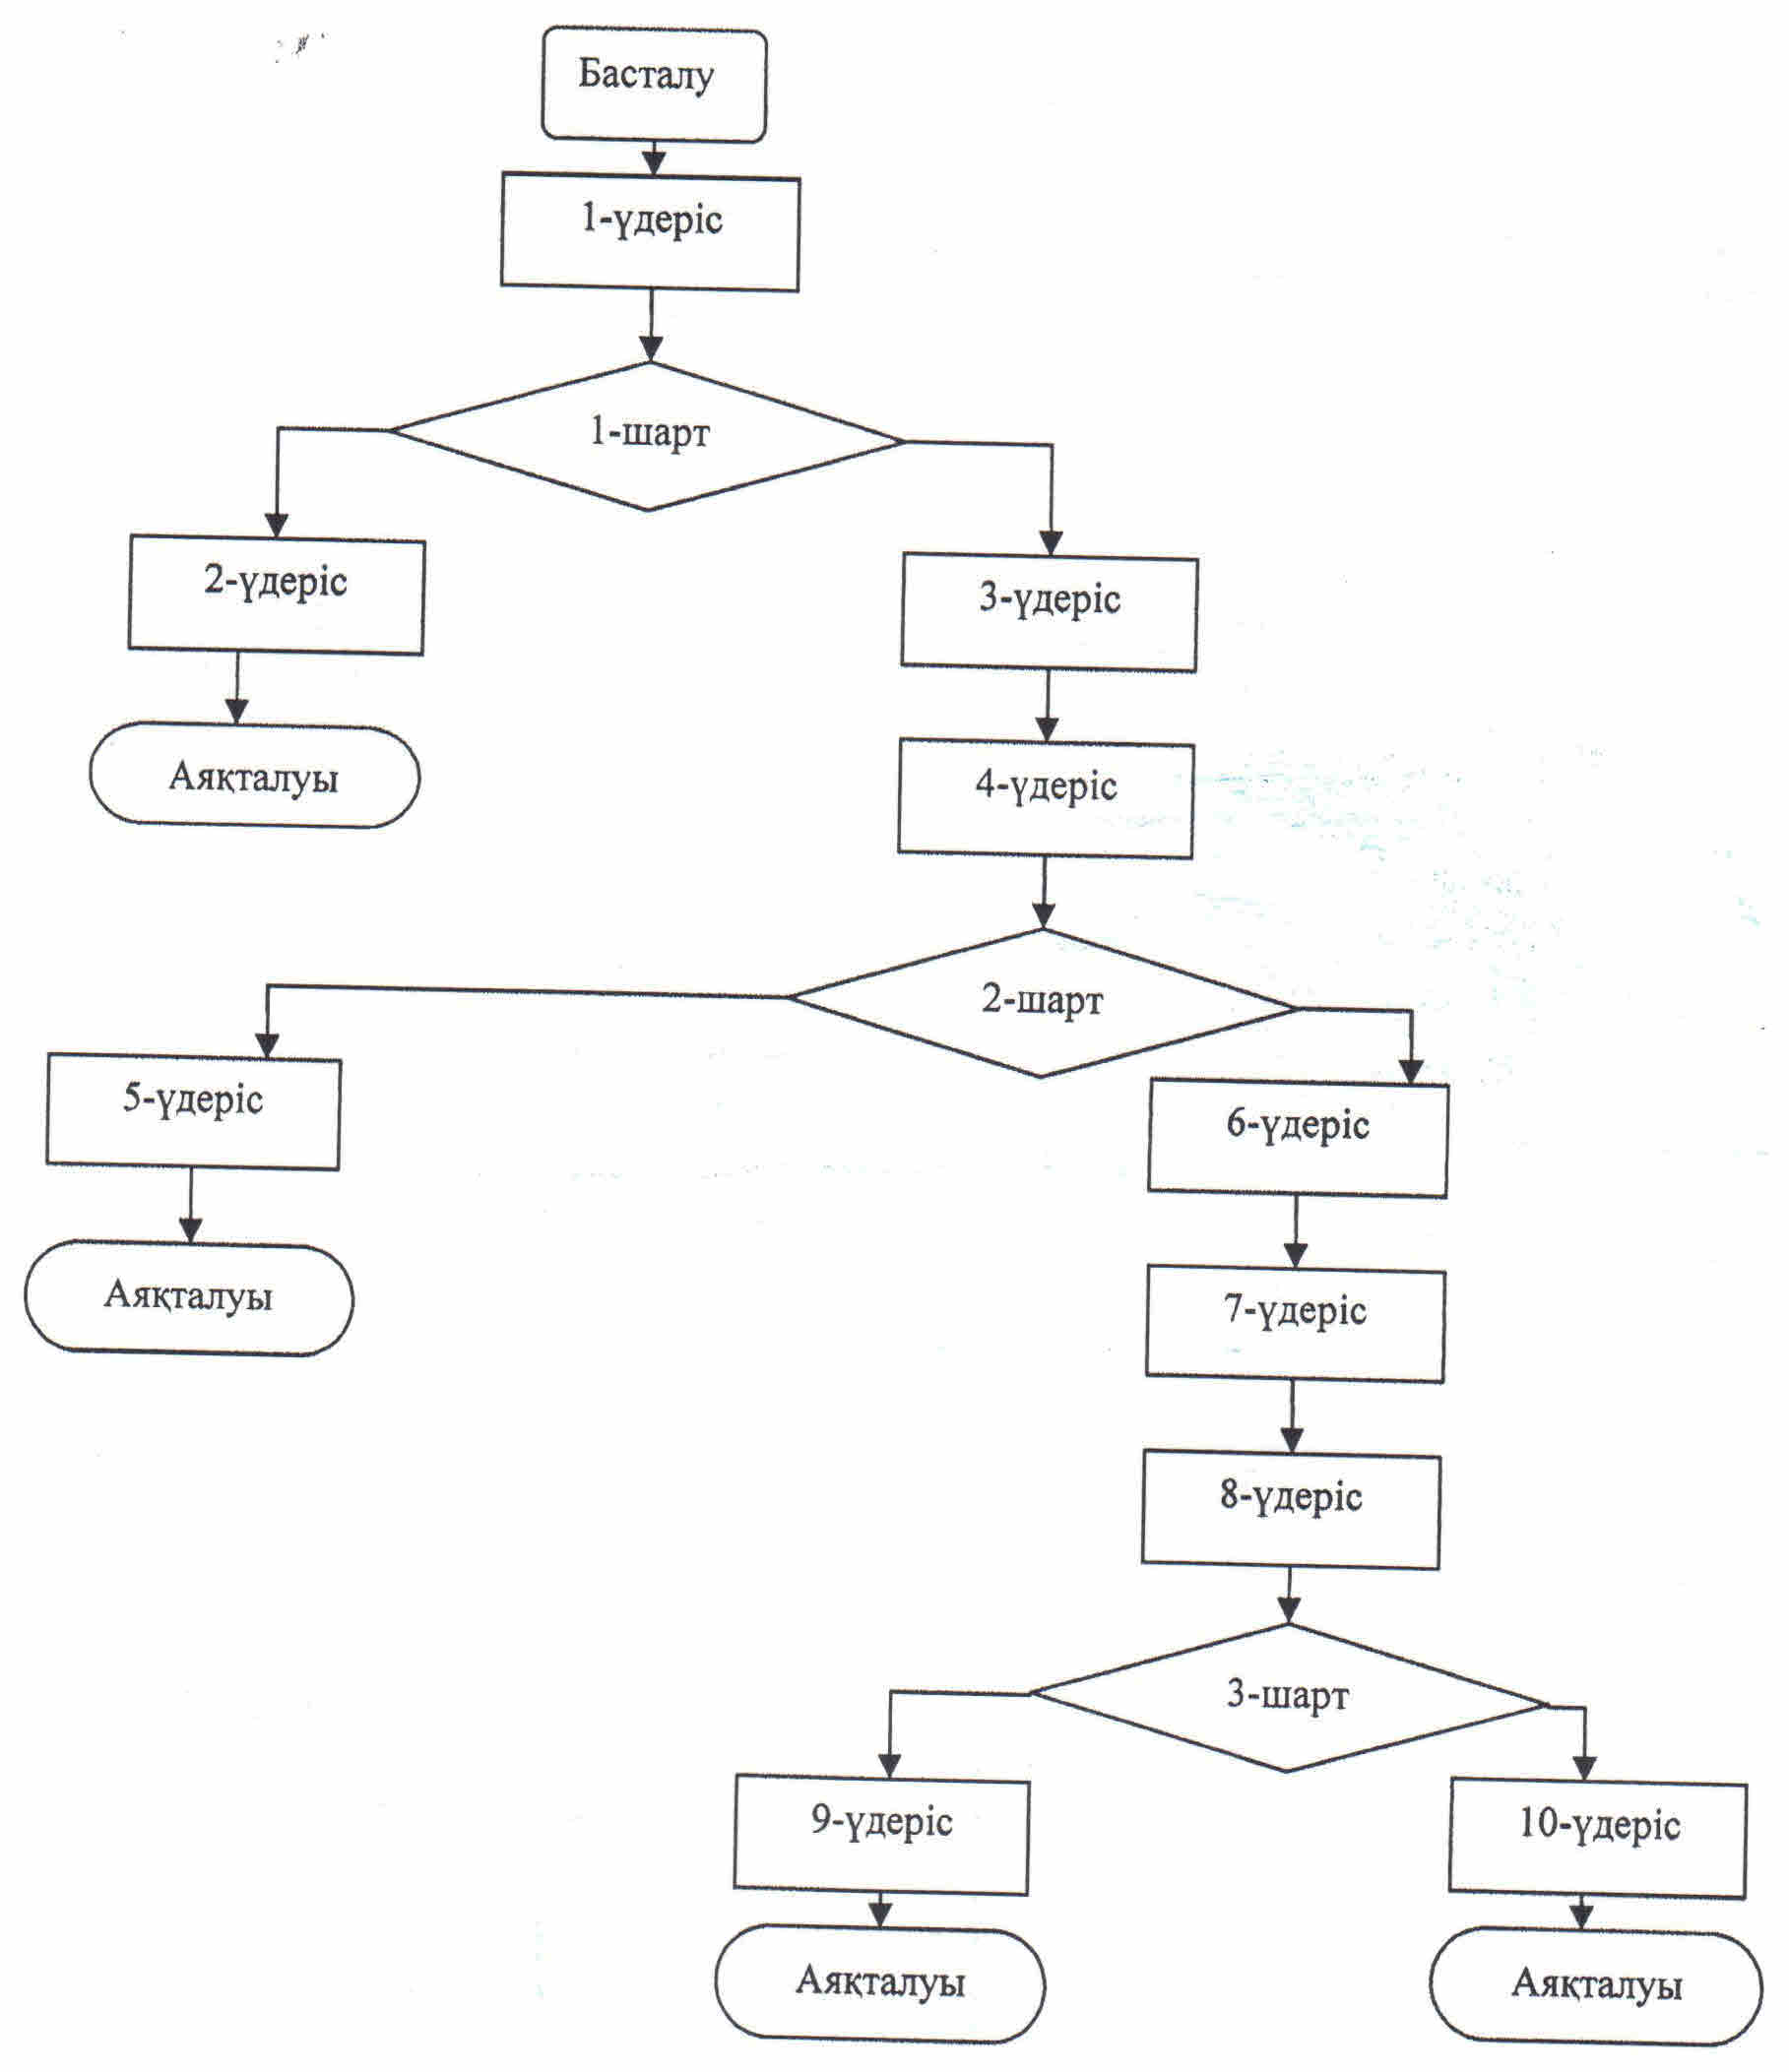 Басталу
1-үдеріс
1-шарт
2-үдеріс
3-үдеріс
Аяқталуы
4-үдеріс
2-шарт
5-үдеріс
6-үдеріс
Аяқталуы
7-үдеріс
8-үдеріс
3-шарт
9-үдеріс
10-үдеріс
Аяқталуы
Аяқталуы